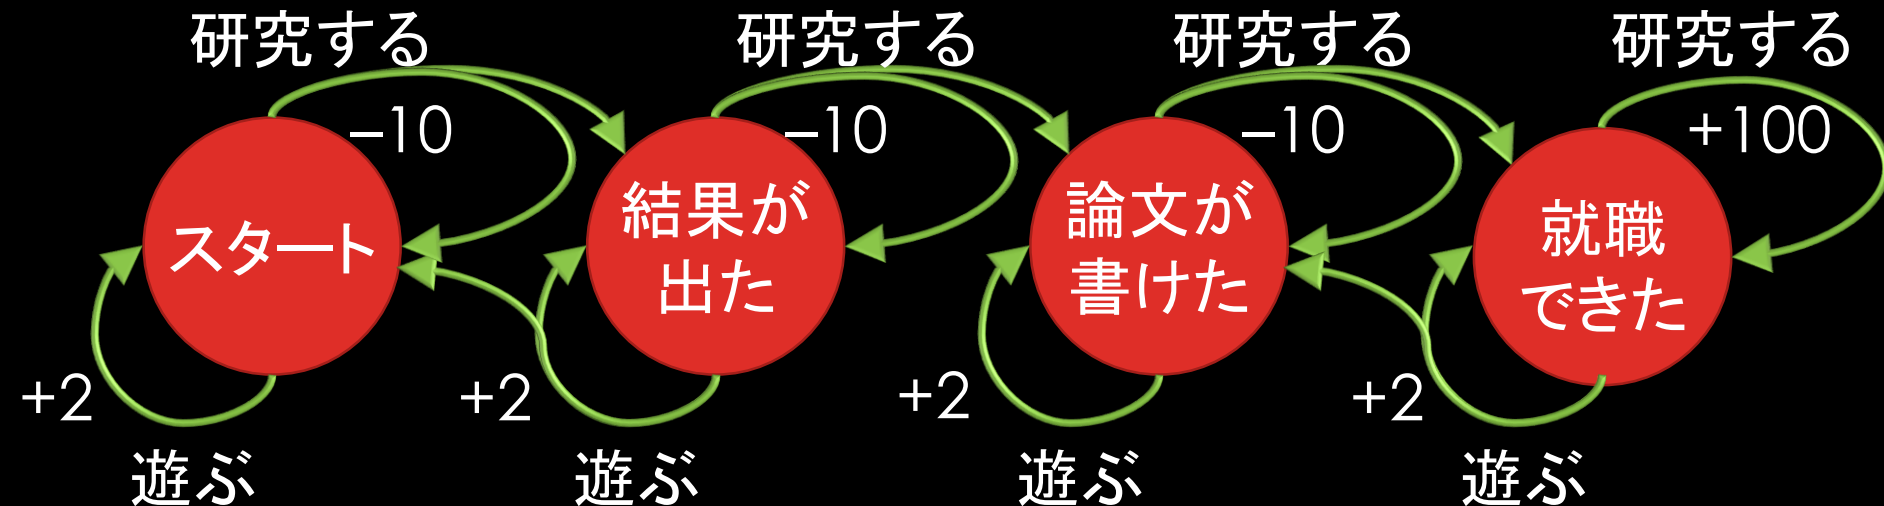 研究する
研究する
研究する
研究する
−10
−10
−10
+100
スタート
結果が
出た
論文が
書けた
就職
できた
+2
+2
+2
+2
遊ぶ
遊ぶ
遊ぶ
遊ぶ